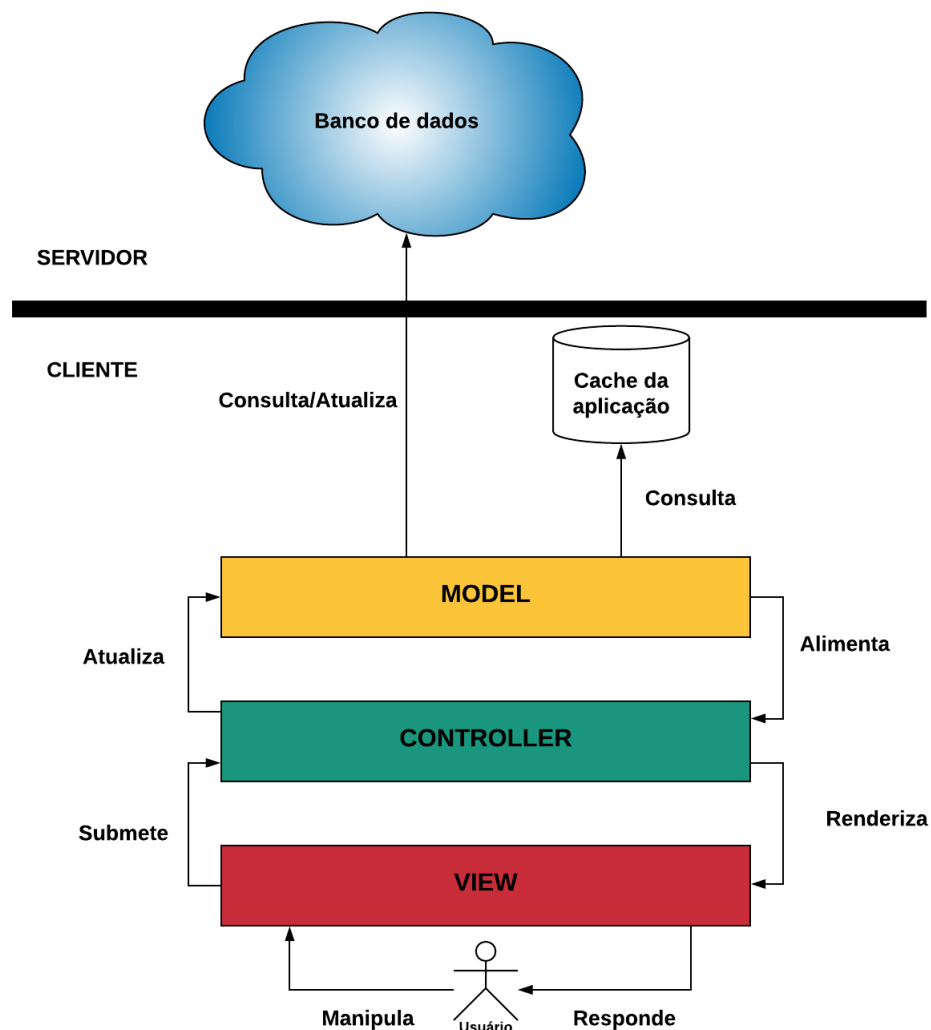 Banco de dados
SERVIDOR
CLIENTE
Consulta/Atualiza
Cache da
aplicação
Consulta
MODEL
Atualiza
Alimenta
CONTROLLER
Submete
Renderiza
VIEW
Manipula
Usuário
Responde